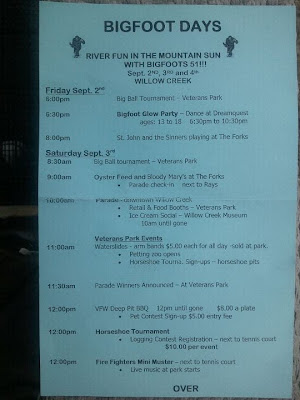 BIGFOOT DAYS
RIVER FUN IN THE MOUNTAIN SUN
WITH BIGFOOTS 51!!!
Sept. 2nd, 3rd and 4th
WILLOW CREEK
Friday Sept. 2nd
5:00pm Big Ball Tournament – Veterans Park
5:30pm Bigfoot Glow Party – Dance at Dreamquest
ages: 13 to 18 6:30pm to 10:30pm
8:00pm St. John and the Sinners playing at The Forks
Saturday Sept. 3rd
8:30am Big Ball tournament – Veterans Park
9:00am Oyster Feed and Bloody Mary's at The Forks
• Parade check-in next to Rays
10:00am Parade – Downtown Willow Creek
• Retail & Food Booths – Veterans Park
• Ice Cream Social – Willow Creek Museum
10am until gone
Veterans Park Events
11:00am Waterslides - arm bands $5.00 each for all day -sold at park.
• Petting zoo opens
• Horseshoe Tourna. Sign-ups – horseshoe pits
11:30am Parade Winners Announced – At Veterans Park
12:00pm VFW Deep Pit BBQ 12pm until gone $8.00 a plate
• Pet Contest Sign-up $5.00 entry fee
12:00pm Horseshoe Tournament
• Logging Contest Registration – next to tennis court
$10.00 per event
12:00pm Fire Fighters Mini Muster – next to tennis court
• Live music at park starts
OVER